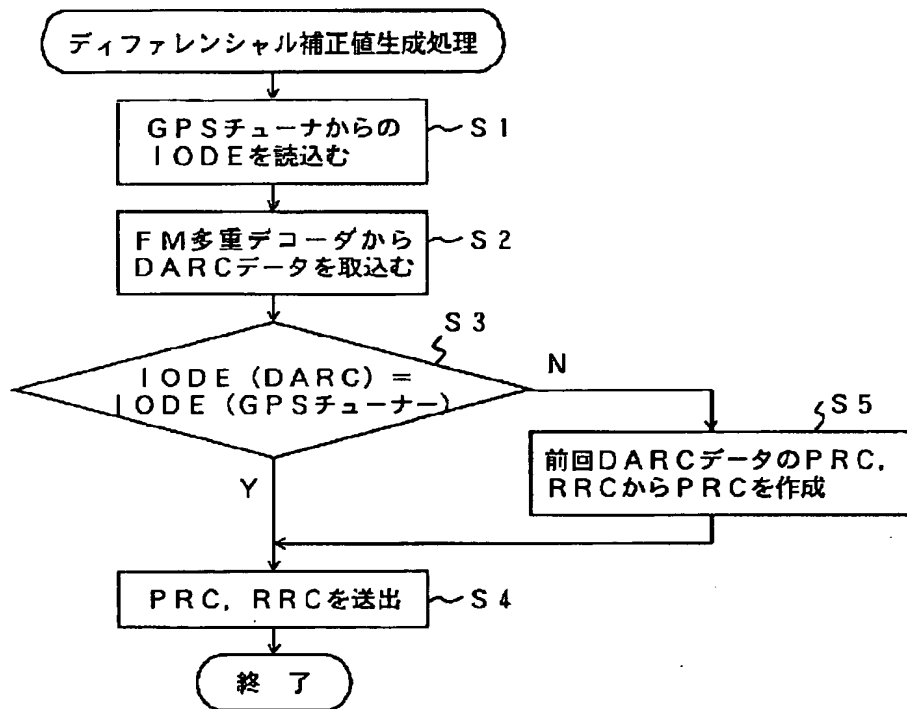 ディファレンシャル補正値生成処理
GPSチューナからの
IODEを読込む
S1
FM多重デコーダから
DARCデータを取込む
S2
S3
IODE(DARC)=
IODE(GPSチューナー)
N
Y
S5
前回DARCデータのPRC,
RRCからPRCを作成
PRC, RRCを送出
S4
終了